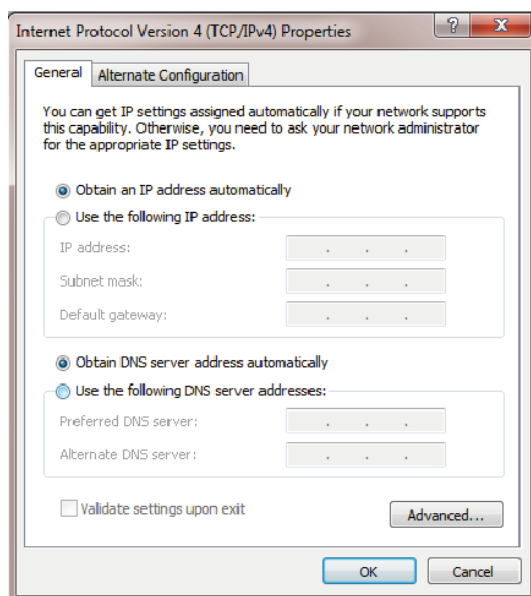 Internet Protocol Version 4 (TCP/IPv4) Properties
General
Alternate Configuration
You can get IP settings assigned automatically if your network supports
this capability. Otherwise, you need to ask your network administrator
for the appropriate IP settings.
Obtain an IP address automatically
Use the following IP address:
IP address:
Subnet mask:
Default gateway:
Obtain DNS server address automatically
Use the following DNS server addresses:
Preferred DNS server:
Alternate DNS server:
Validate settings upon exit
Advanced...
OK
Cancel